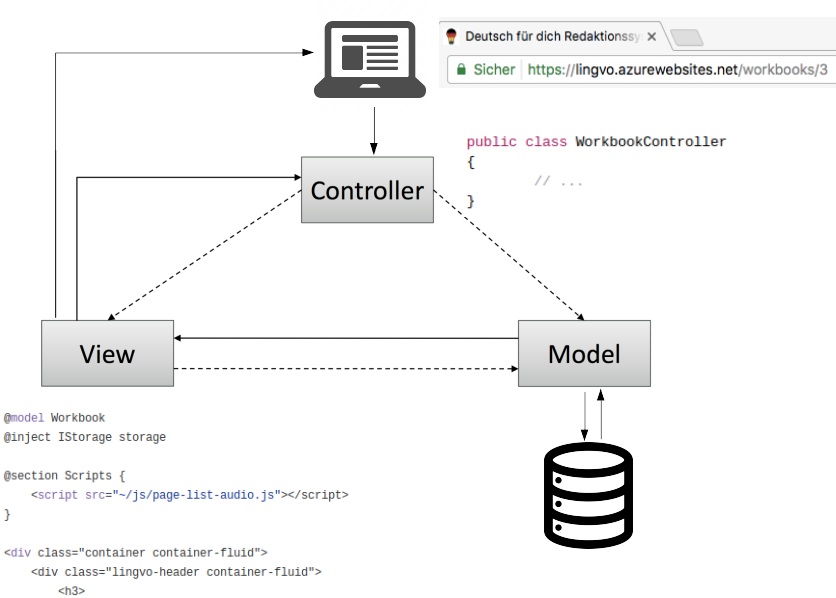 Deutsch für dich Redaktionssy
Sicher https://lingvo.azurewebsites.net/workbooks/3
public class WorkbookController
{
// ...
}
Controller
View
Model
@model Workbook
@inject IStorage storage
@section Scripts {
<script src="~/js/page-list-audio.js"></script>
}
<div class="container container-fluid">
<div class="lingvo-header container-fluid">
<h3>